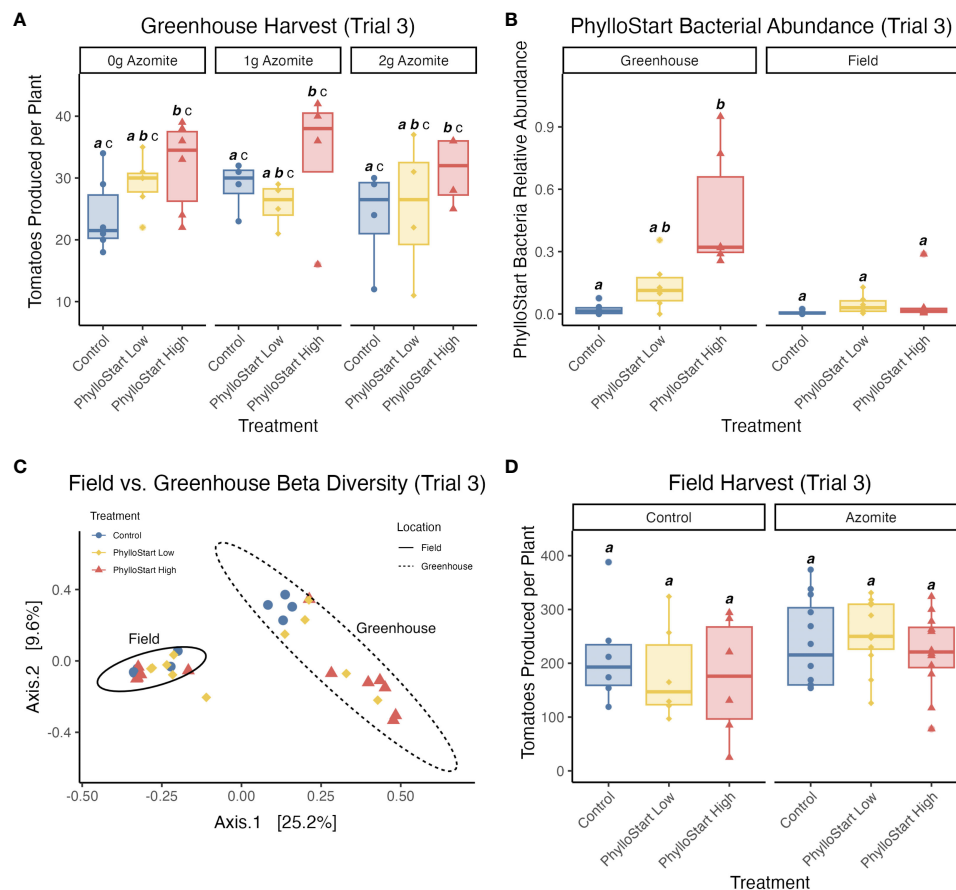 A
Greenhouse Harvest (Trial 3)
0g Azomite
1g Azomite
2g Azomite
Tomatoes Produced per Plant
40
30
20
10
a c
a b c
b c
a c
a b c
b c
a c
a b c
b c
Control
PhylloStart Low
PhylloStart High
Control
PhylloStart Low
PhylloStart High
Control
PhylloStart Low
PhylloStart High
Treatment
B
PhylloStart Bacterial Abundance (Trial 3)
Greenhouse
Field
PhylloStart Bacteria Relative Abundance
0.9
0.6
0.3
0.0
a
a b
b
a
a
a
Control
PhylloStart Low
PhylloStart High
Control
PhylloStart Low
PhylloStart High
Treatment
C
Field vs. Greenhouse Beta Diversity (Trial 3)
Treatment
Control
PhylloStart Low
PhylloStart High
Location
Field
Greenhouse
Field
Greenhouse
Axis.2 [9.6%]
0.4
0.0
-0.4
-0.50
-0.25
0.00
0.25
0.50
Axis.1 [25.2%]
D
Field Harvest (Trial 3)
Control
Azomite
Tomatoes Produced per Plant
400
300
200
100
0
a
a
a
a
a
a
Control
PhylloStart Low
PhylloStart High
Control
PhylloStart Low
PhylloStart High
Treatment